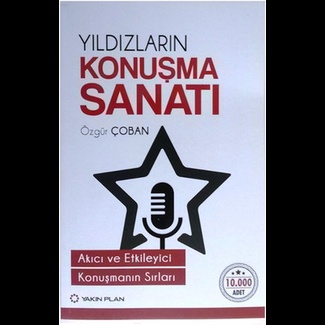 YILDIZLARIN
KONUŞMA
SANATI
Özgür ÇOBAN
Akıcı ve Etkileyici
Konuşmanın Sırları
10.000
ADET
YAKIN PLAN